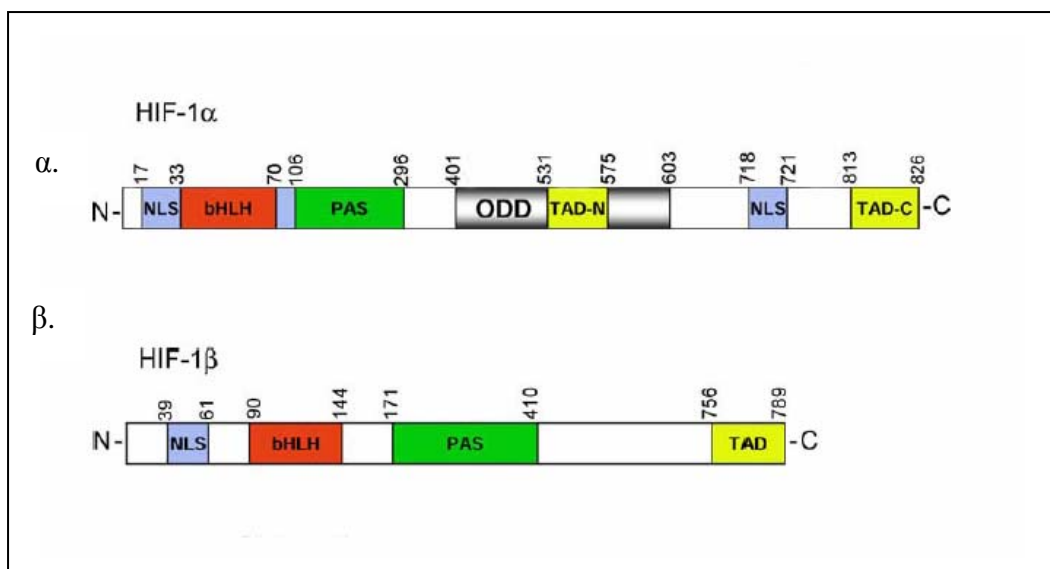 HIF-1α
α.
17 33 70 106 296 401 531 575 603 718 721 813 826
N- NLS bHLH PAS ODD TAD-N NLS TAD-C -C
β.
HIF-1β
39 61 90 144 171 410 756 789
N- NLS bHLH PAS TAD -C